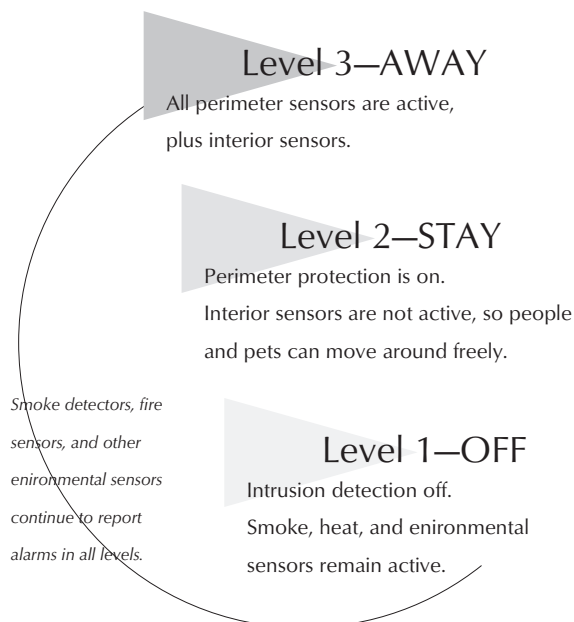 Level 3—AWAY
All perimeter sensors are active,
plus interior sensors.
Level 2—STAY
Perimeter protection is on.
Interior sensors are not active, so people
and pets can move around freely.
Smoke detectors, fire
sensors, and other
enironmental sensors
continue to report
alarms in all levels.
Level 1—OFF
Intrusion detection off.
Smoke, heat, and enironmental
sensors remain active.